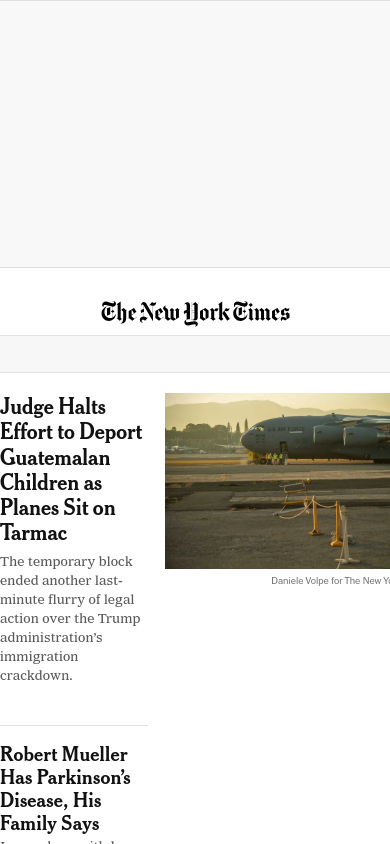 The New York Times
Judge Halts
Effort to Deport
Guatemalan
Children as
Planes Sit on
Tarmac
The temporary block
ended another last-
minute flurry of legal
action over the Trump
administration's
immigration
crackdown.
Daniele Volpe for The New
Robert Mueller
Has Parkinson's
Disease, His
Family Says